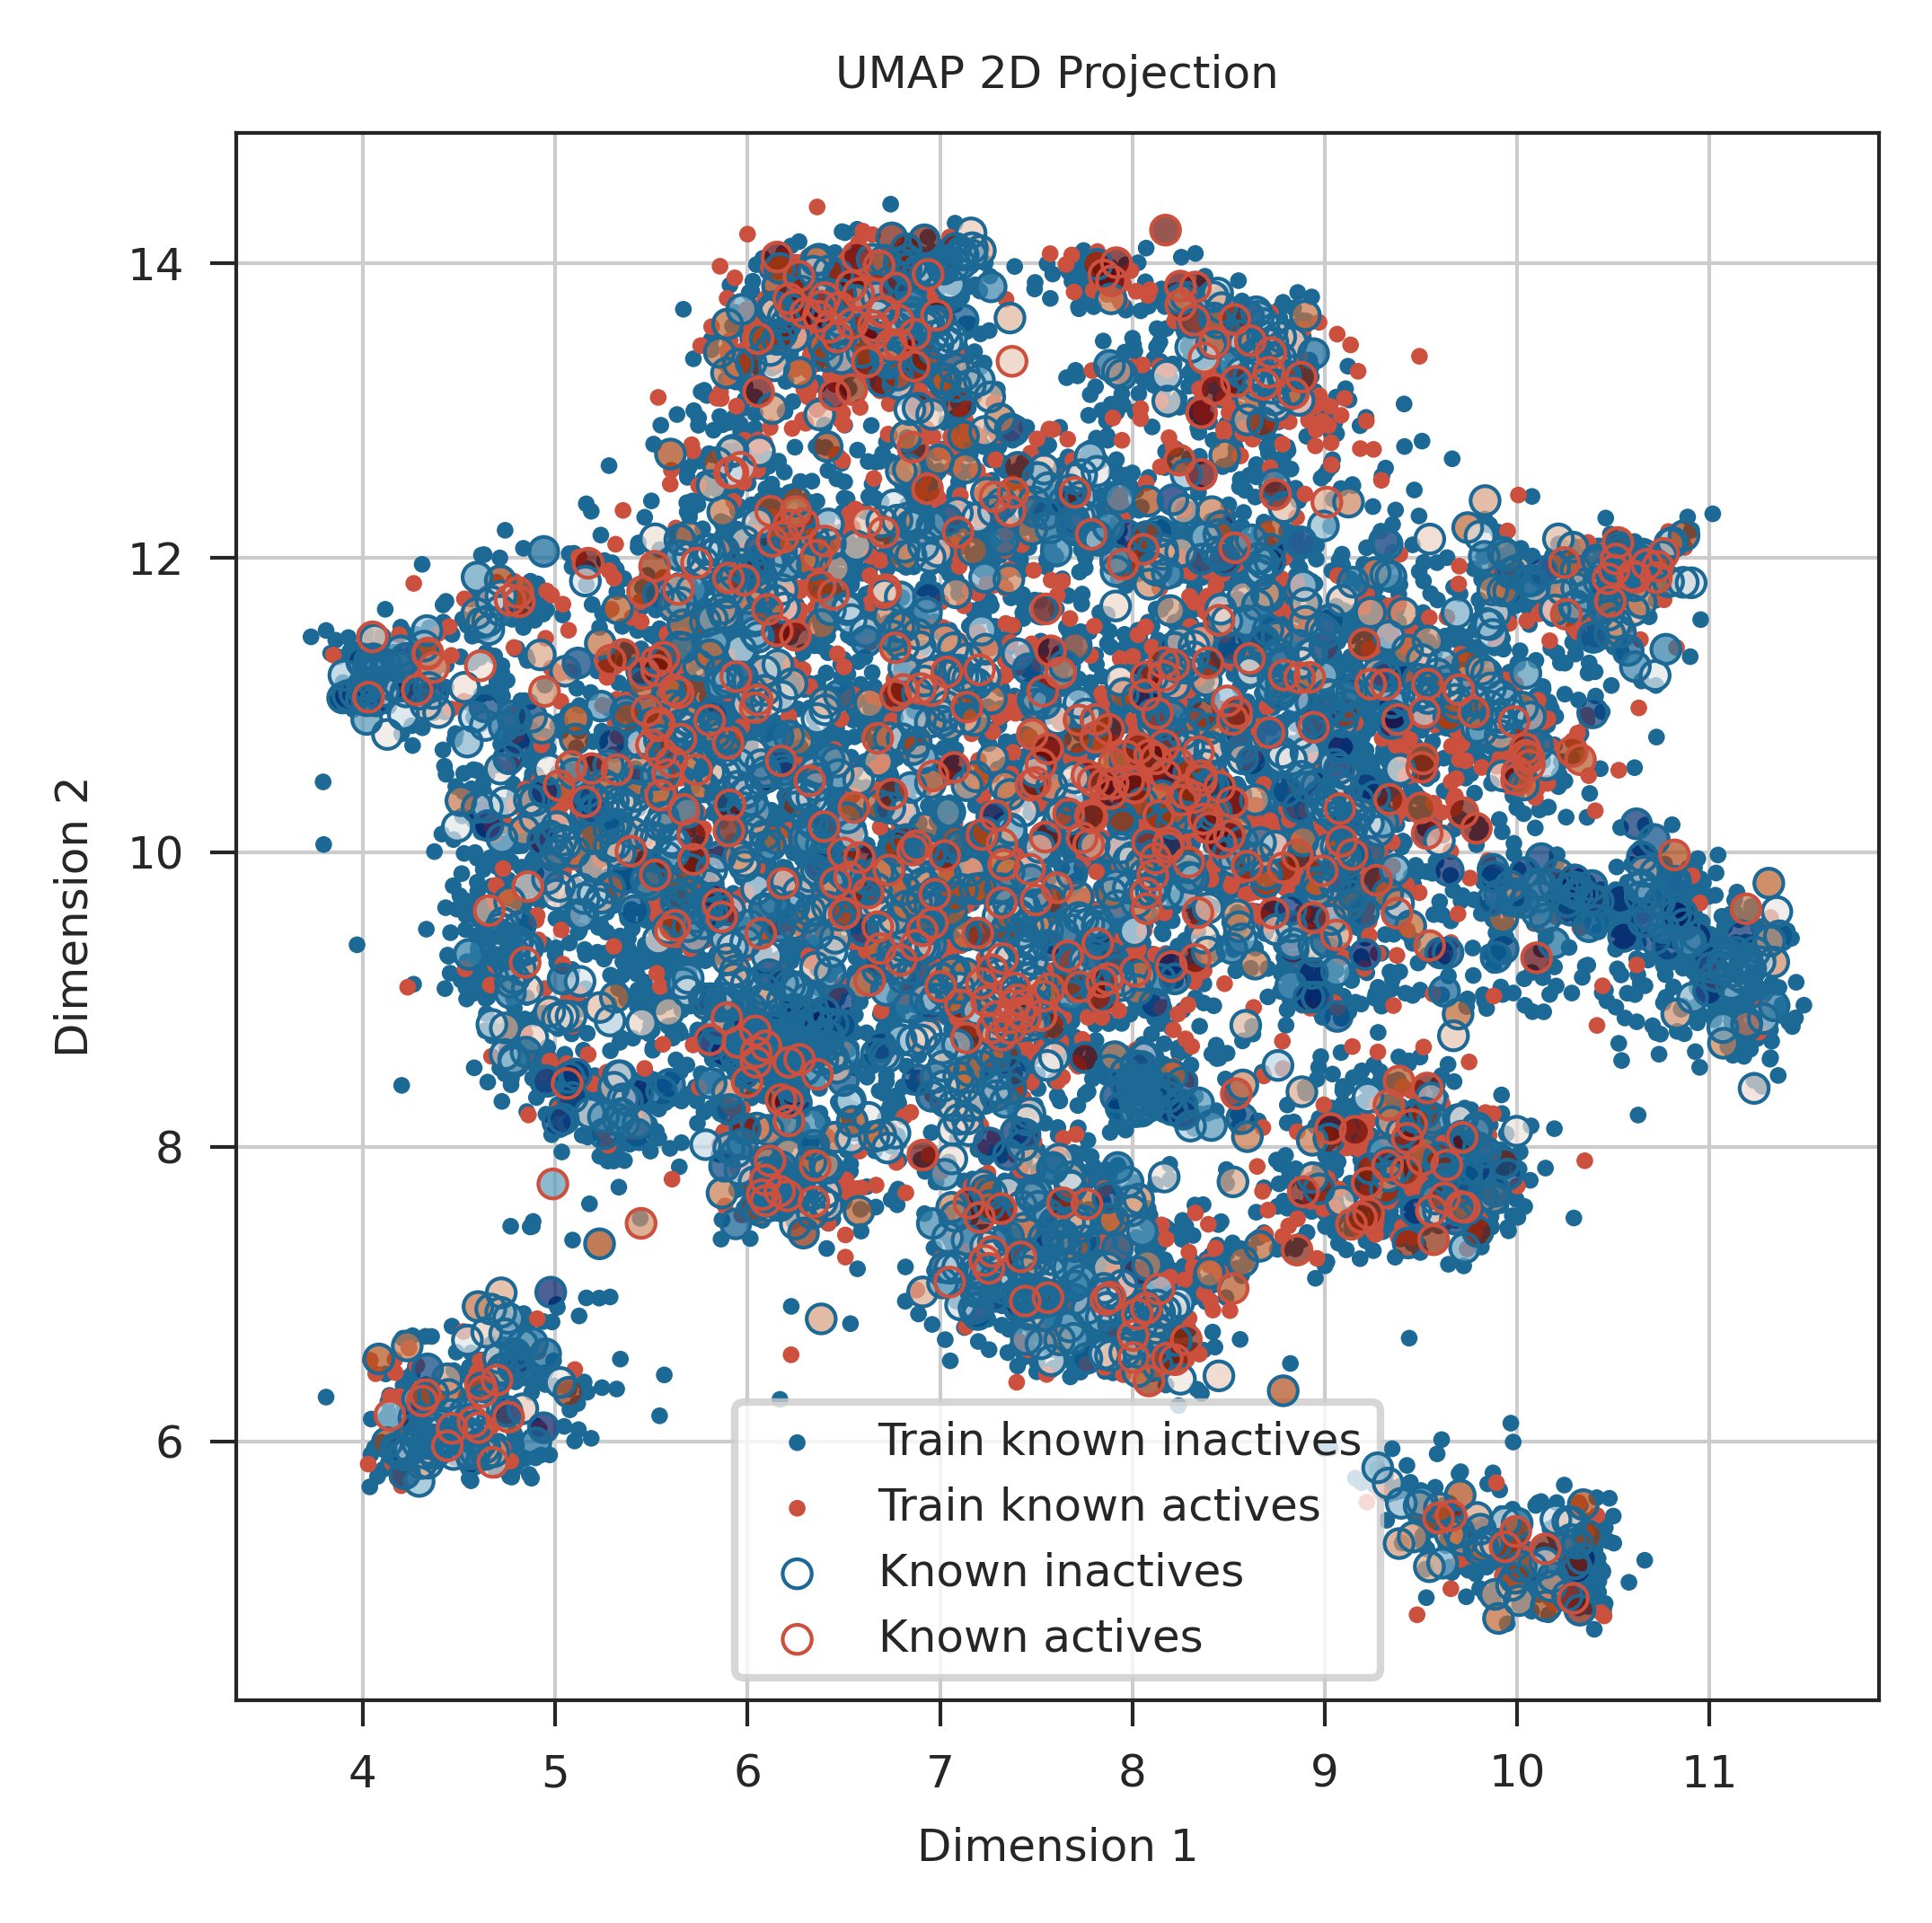 UMAP 2D Projection
Dimension 2
14
12
10
8
6
Train known inactives
Train known actives
Known inactives
Known actives
4 5 6 7 8 9 10 11
Dimension 1